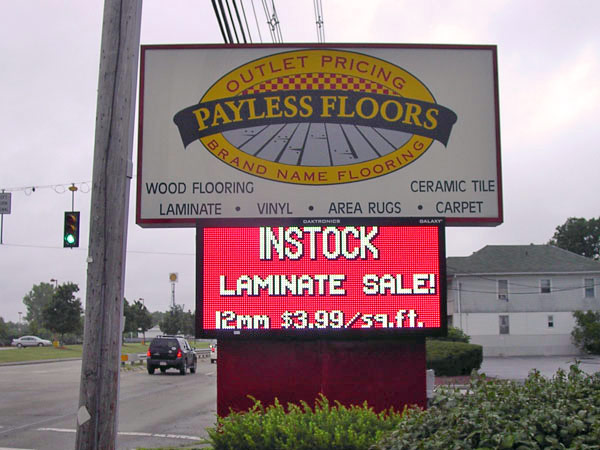 OUTLET PRICING
PAYLESS FLOORS
BRAND NAME FLOORING
WOOD FLOORING CERAMIC TILE
LAMINATE • VINYL • AREA RUGS • CARPET
DAKTRONICS GALAXY
INSTOCK
LAMINATE SALE!
12mm $3.99/sq.ft.